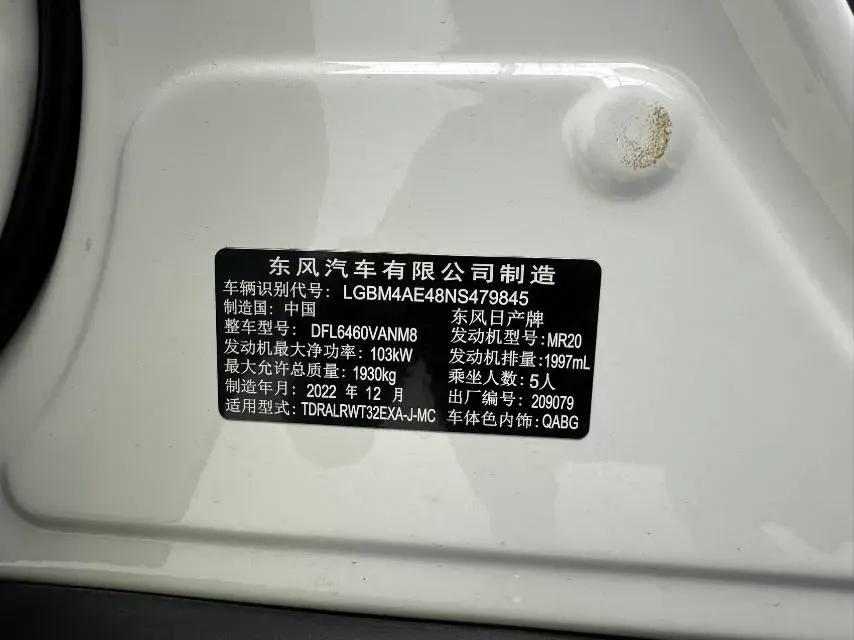 东风汽车有限公司制造
车辆识别代号: LGBM4AE48NS479845
制造国: 中国 东风日产牌
整车型号: DFL6460VANM8 发动机型号: MR20
发动机最大净功率: 103kW 发动机排量: 1997mL
最大允许总质量: 1930kg 乘坐人数: 5人
制造年月: 2022 年 12 月 出厂编号: 209079
适用型式: TDRALRWT32EXA-J-MC 车体色内饰: QABG